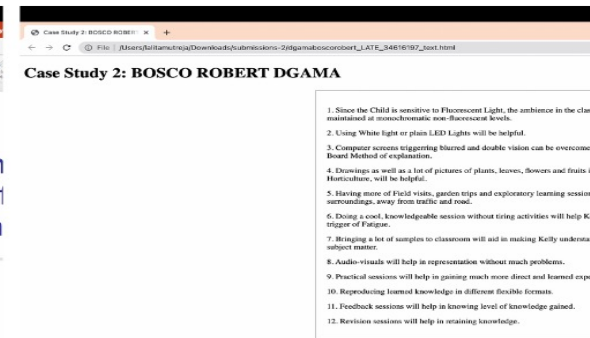 Case Study 2: BOSCO ROBERT
File
/Users/lalitamutreja/Downloads/submissions-2/dgamaboscorobert_LATE_34616197_text.html
Case Study 2: BOSCO ROBERT DGAMA
1. Since the Child is sensitive to Fluorescent Light, the ambience in the
maintained at monochromatic non-fluorescent levels.
2. Using White light or plain LED Lights will be helpful.
3. Computer screens triggerring blurred and double vision can be overcome
Board Method of explanation.
4. Drawings as well as a lot of pictures of plants, leaves, flowers and fruits
Horticulture, will be helpful.
5. Having more of Field visits, garden trips and exploratory learning
surroundings, away from traffic and road.
6. Doing a cool, knowledgeable session without tiring activities will help
trigger of Fatigue.
7. Bringing a lot of samples to classroom will aid in making Kelly
subject matter.
8. Audio-visuals will help in representation without much problems.
9. Practical sessions will help in gaining much more direct and learned
10. Reproducing learned knowledge in different flexible formats.
11. Feedback sessions will help in knowing level of knowledge gained.
12. Revision sessions will help in retaining knowledge.